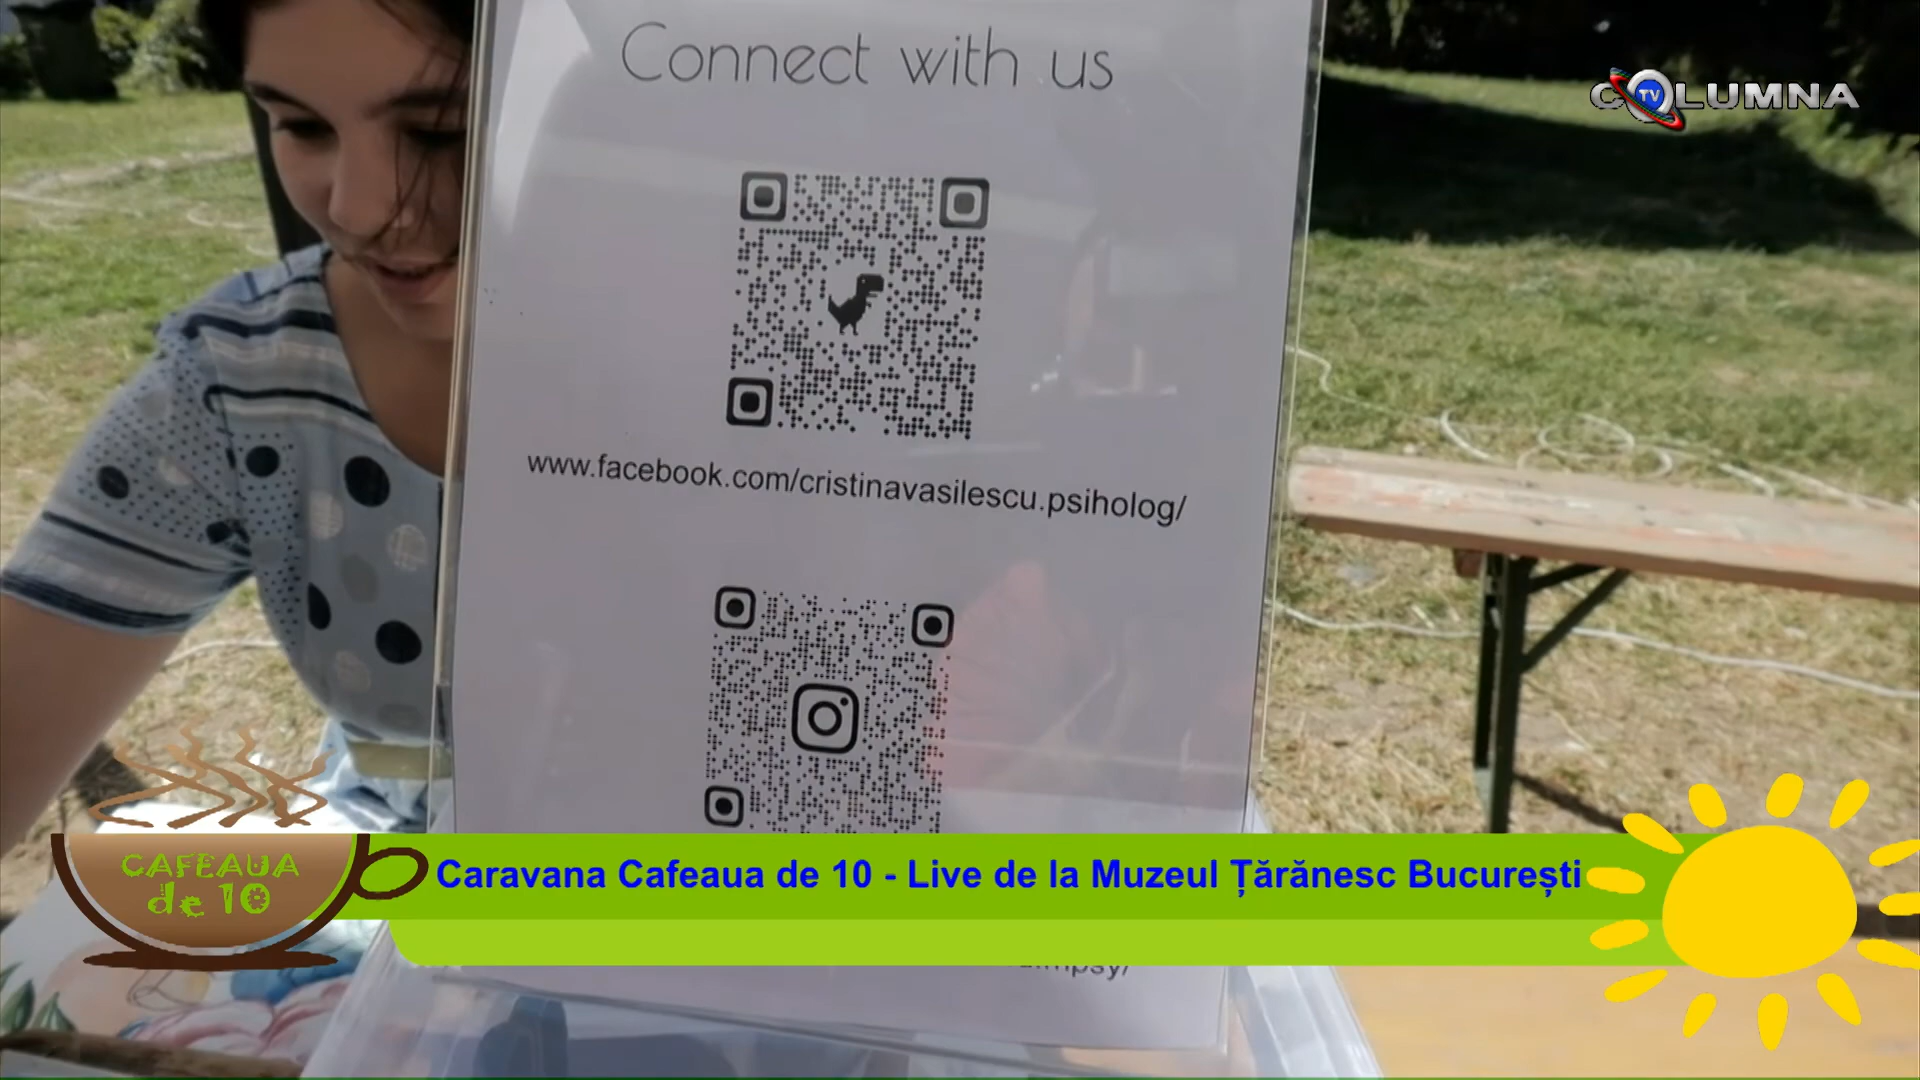 Connect with us
COLUMNA
TV
www.facebook.com/cristinavasilescu.psiholog/
CAFEAUA
de 10
Caravana Cafeaua de 10 - Live de la Muzeul Țărănesc București